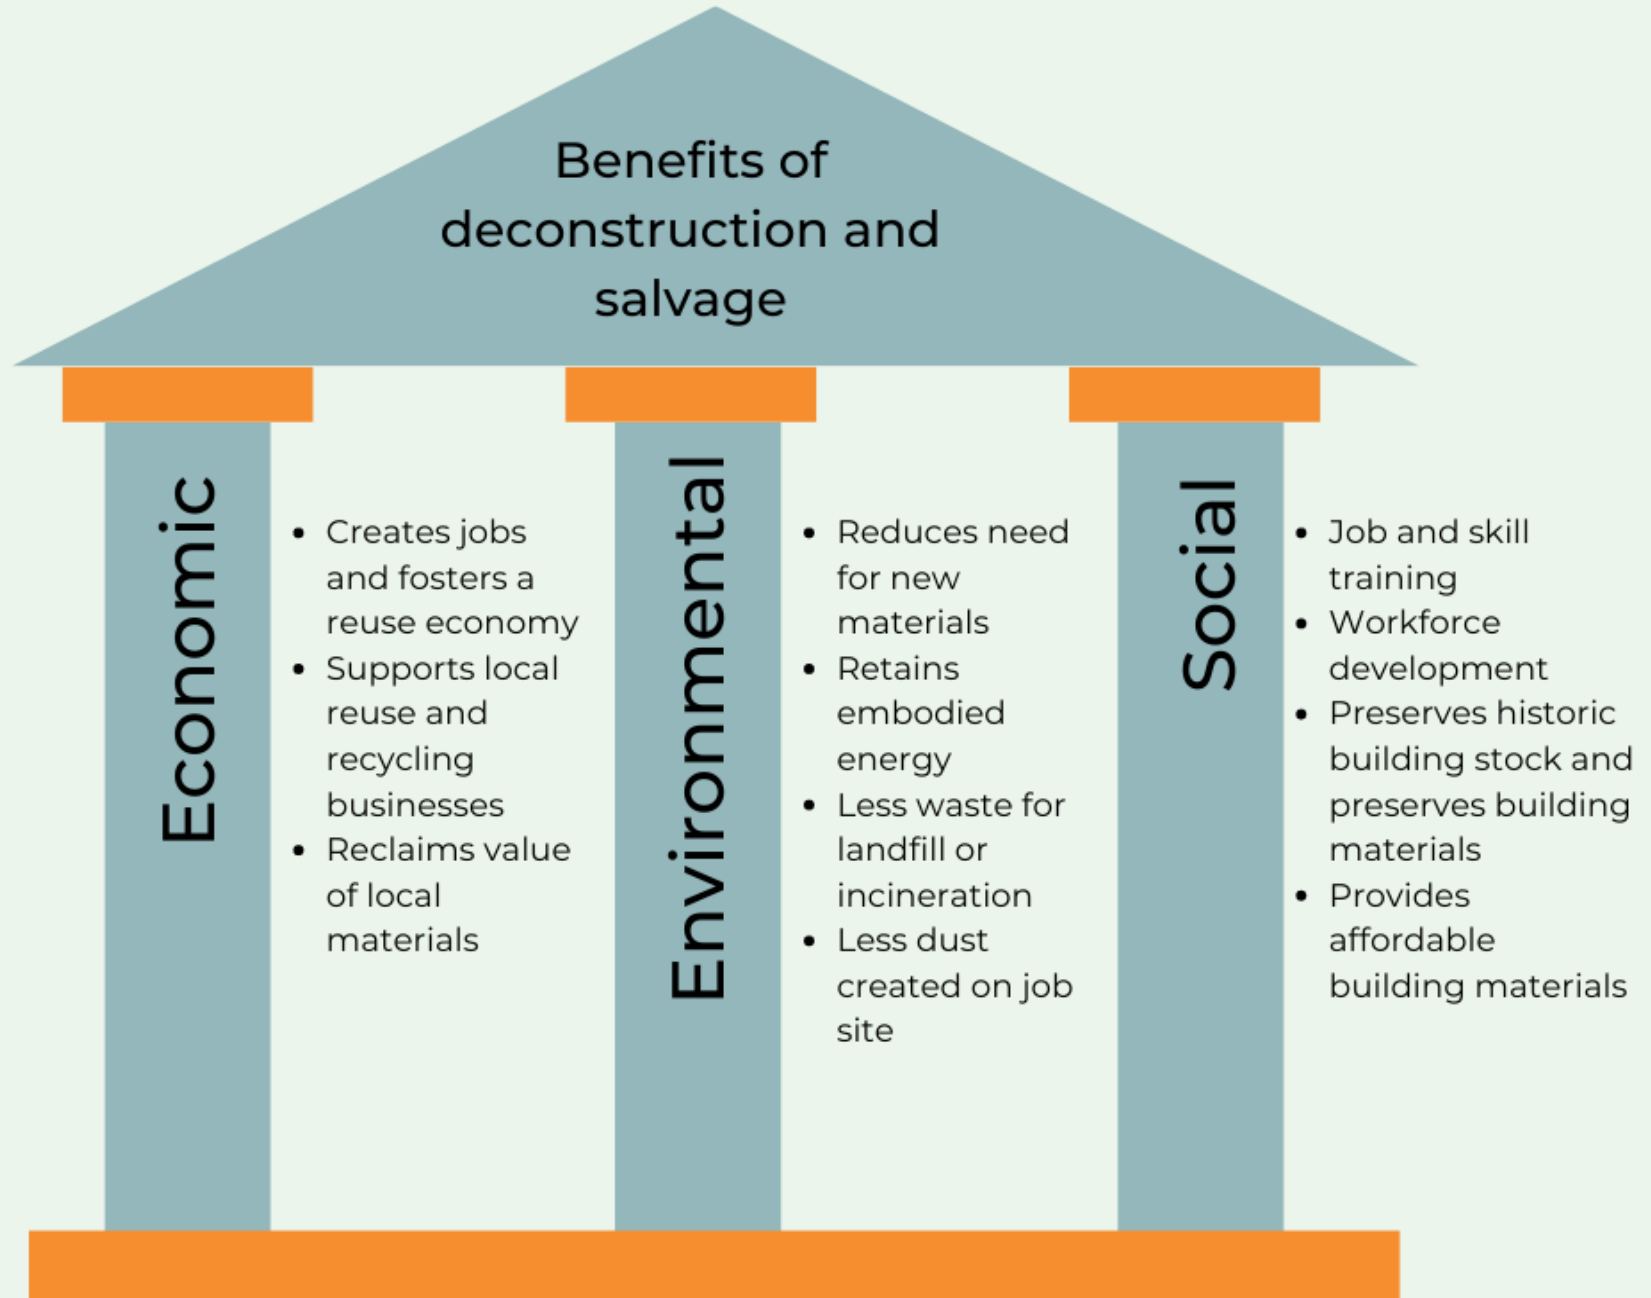 Benefits of
deconstruction and
salvage
Economic
• Creates jobs
and fosters a
reuse economy
• Supports local
reuse and
recycling
businesses
• Reclaims value
of local
materials
Environmental
• Reduces need
for new
materials
• Retains
embodied
energy
• Less waste for
landfill or
incineration
• Less dust
created on job
site
Social
• Job and skill
training
• Workforce
development
• Preserves historic
building stock and
preserves building
materials
• Provides
affordable
building materials